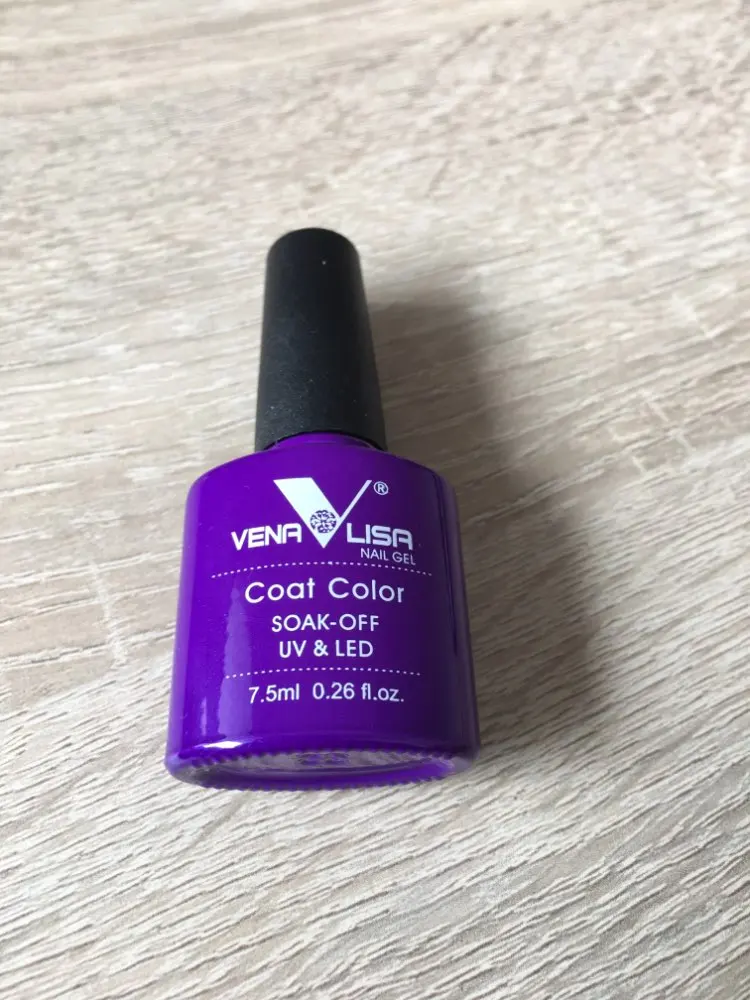 VENA LISA ®
NAIL GEL
Coat Color
SOAK-OFF
UV & LED
7.5ml 0.26 fl.oz.